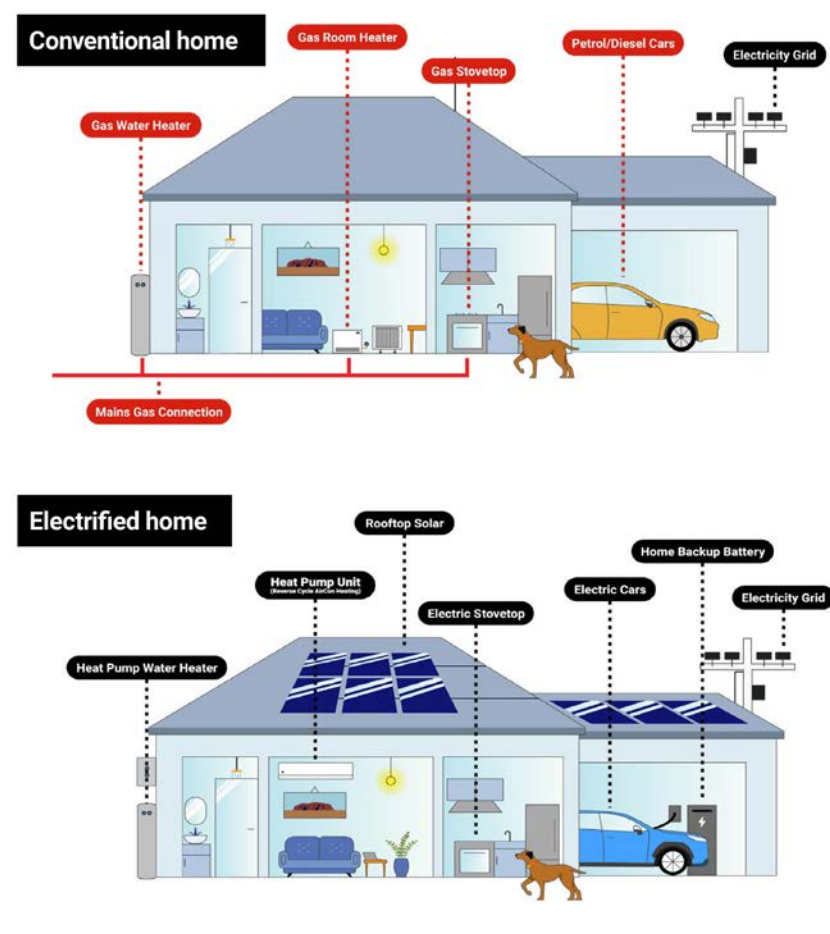 Conventional home
Gas Room Heater
Petrol/Diesel Cars
Electricity Grid
Gas Stovetop
Gas Water Heater
Mains Gas Connection
Electrified home
Rooftop Solar
Home Backup Battery
Heat Pump Unit
(Reverse Cycle AirCon Heating)
Electric Cars
Electricity Grid
Electric Stovetop
Heat Pump Water Heater